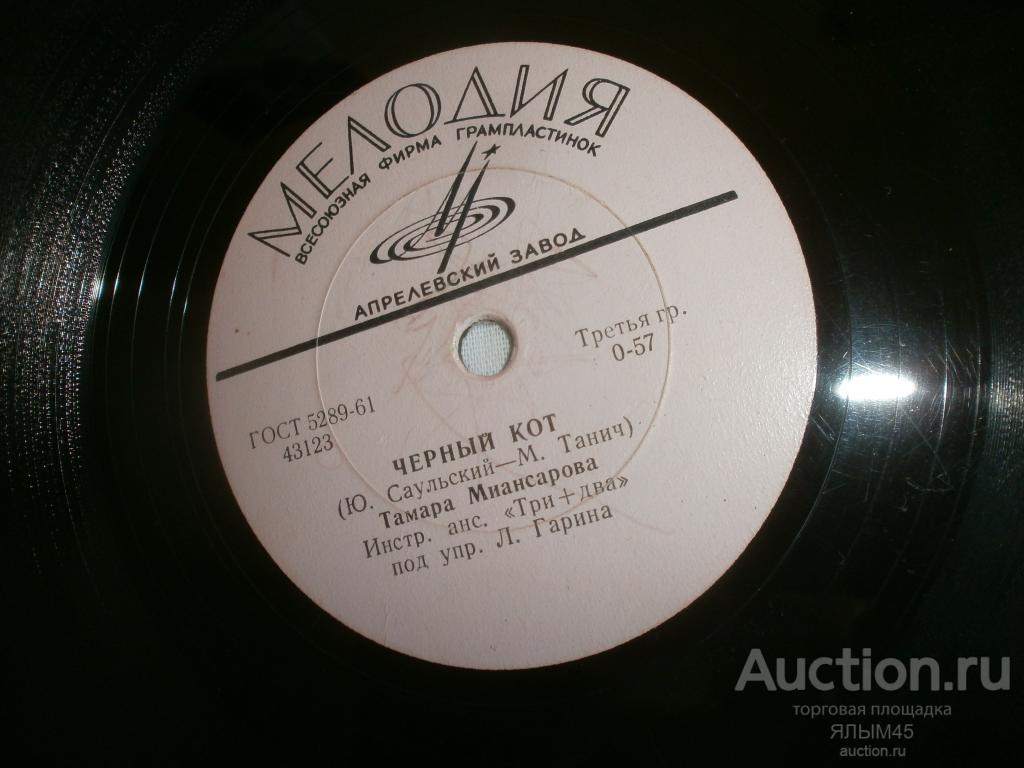 МЕЛОДИЯ
ВСЕСОЮЗНАЯ ФИРМА ГРАМПЛАСТИНОК
АПРЕЛЕВСКИЙ ЗАВОД
Третья гр.
0-57
ГОСТ 5289-61
43123
ЧЕРНЫЙ КОТ
(Ю. Саульский—М. Танич)
Тамара Миансарова
Инстр. анс. «Три+два»
под упр. Л. Гарина
Auction.ru
торговая площадка
ЯЛЫМ45
auction.ru